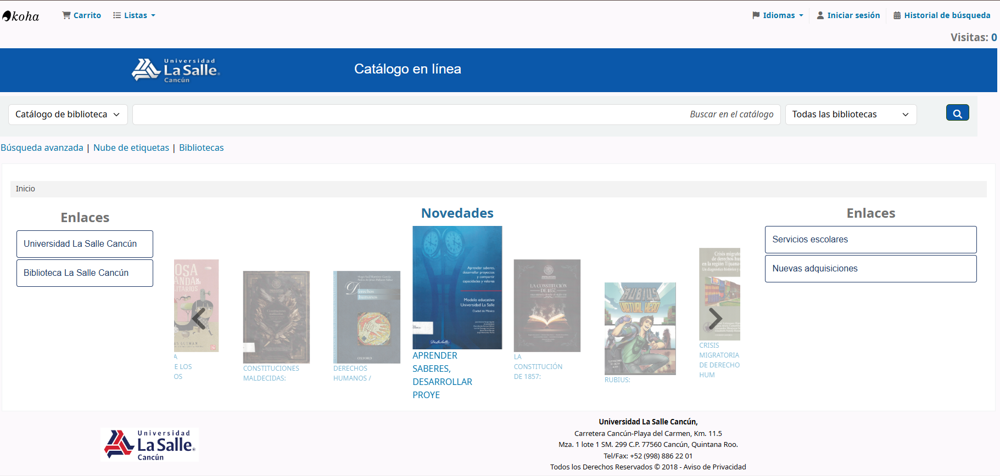 koha
Carrito
Listas
Idiomas
Iniciar sesión
Historial de búsqueda
Visitas: 0
Universidad
La Salle®
Cancún
Catálogo en línea
Catálogo de biblioteca
Buscar en el catálogo
Todas las bibliotecas
Búsqueda avanzada | Nube de etiquetas | Bibliotecas
Inicio
Enlaces
Universidad La Salle Cancún
Biblioteca La Salle Cancún
Novedades
A
E LOS
OS
CONSTITUCIONES
MALDECIDAS:
Derechos
humanos
OXFORD
DERECHOS
HUMANOS /
Aprender saberes,
desarrollar proyectos
y compartir
capacidades y valores
Modelo educativo
Universidad La Salle
Ciudad de México
De La Salle
APRENDER
SABERES,
DESARROLLAR
PROYE
LA CONSTITUCIÓN
DE 1857
LA
CONSTITUCIÓN
DE 1857:
RUBIUS
VIRTUAL HERO
RUBIUS:
Crisis migrato
de derechos hu
en la región Tijuana-
CRISIS
MIGRATORIA
DE DERECHO
HUM
Enlaces
Servicios escolares
Nuevas adquisiciones
Universidad
La Salle®
Cancún
Universidad La Salle Cancún,
Carretera Cancún-Playa del Carmen, Km. 11.5
Mza. 1 lote 1 SM. 299 C.P. 77560 Cancún, Quintana Roo.
Tel/Fax: +52 (998) 886 22 01
Todos los Derechos Reservados © 2018 - Aviso de Privacidad